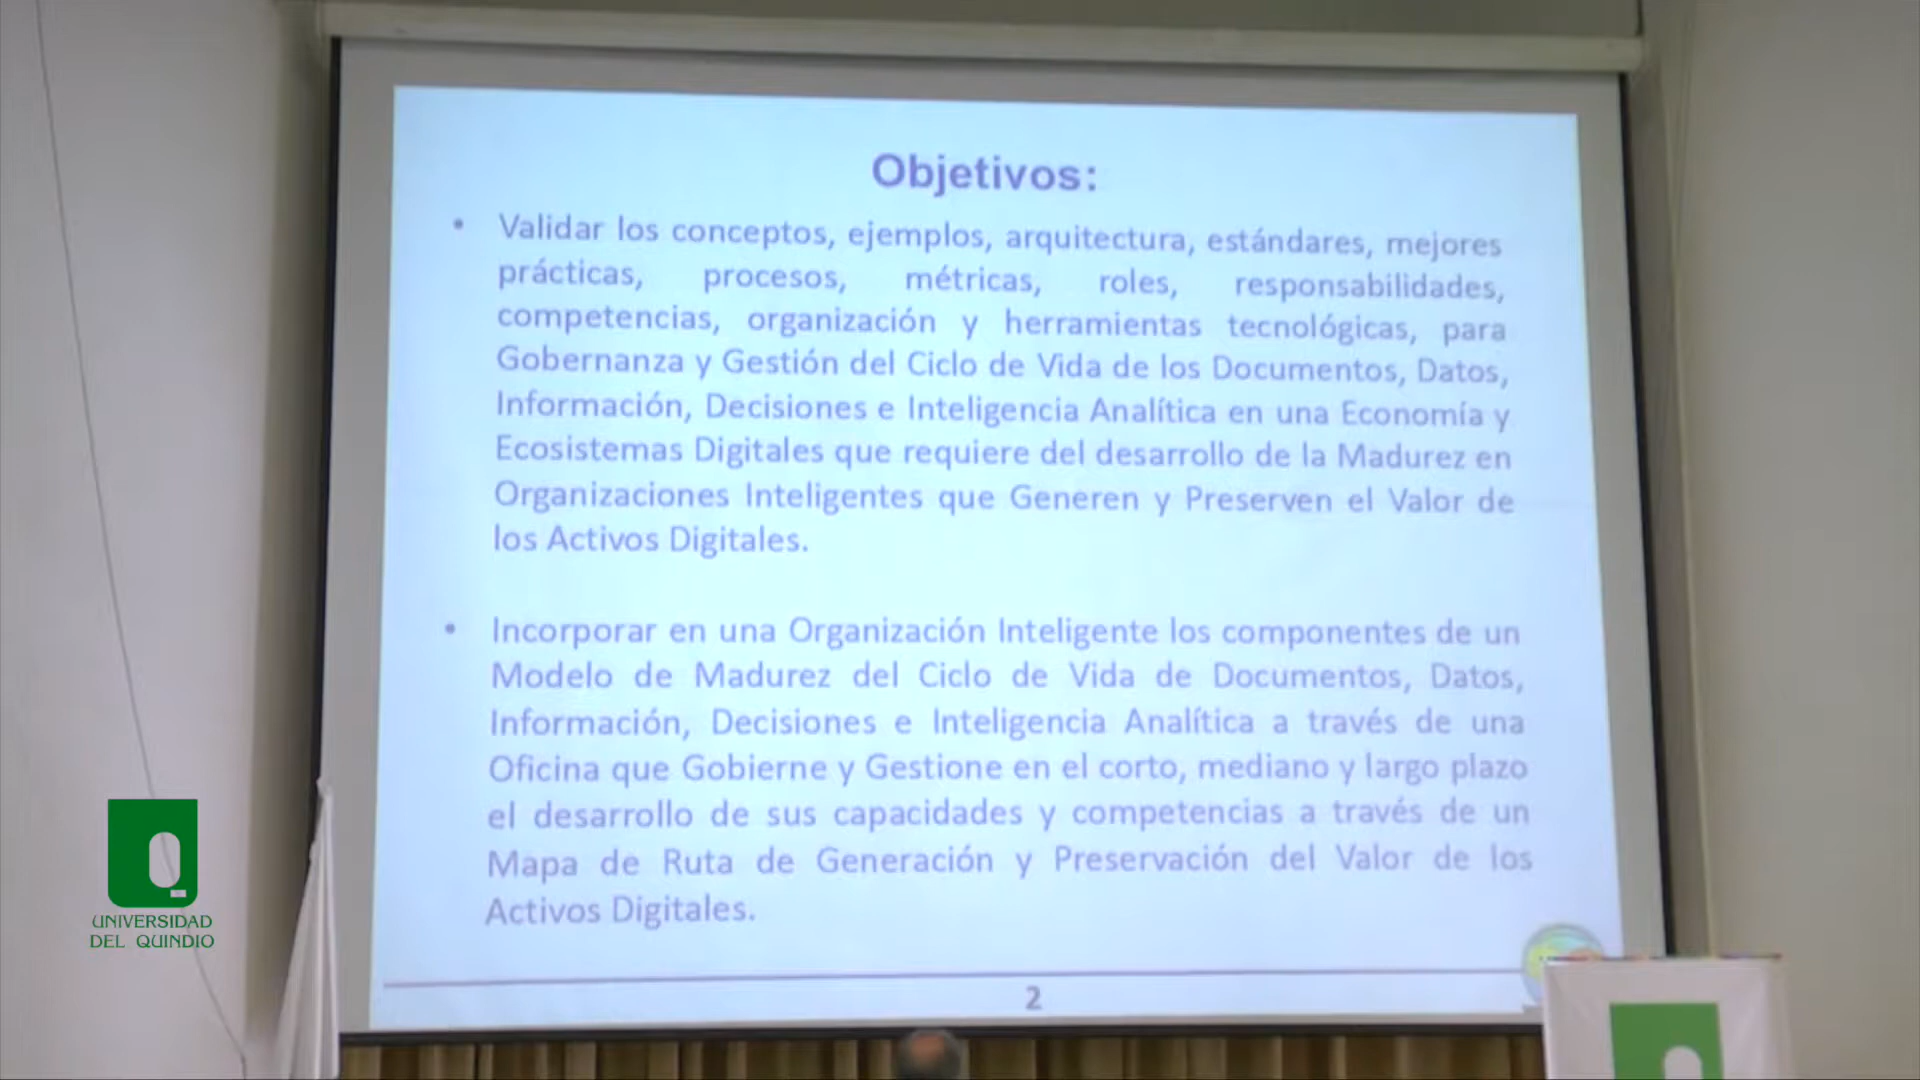 Objetivos:
• Validar los conceptos, ejemplos, arquitectura, estándares, mejores
prácticas, procesos, métricas, roles, responsabilidades,
competencias, organización y herramientas tecnológicas, para
Gobernanza y Gestión del Ciclo de Vida de los Documentos, Datos,
Información, Decisiones e Inteligencia Analítica en una Economía y
Ecosistemas Digitales que requiere del desarrollo de la Madurez en
Organizaciones Inteligentes que Generen y Preserven el Valor de
los Activos Digitales.
• Incorporar en una Organización Inteligente los componentes de un
Modelo de Madurez del Ciclo de Vida de Documentos, Datos,
Información, Decisiones e Inteligencia Analítica a través de una
Oficina que Gobierne y Gestione en el corto, mediano y largo plazo
el desarrollo de sus capacidades y competencias a través de un
Mapa de Ruta de Generación y Preservación del Valor de los
Activos Digitales.
2
UNIVERSIDAD
DEL QUINDIO